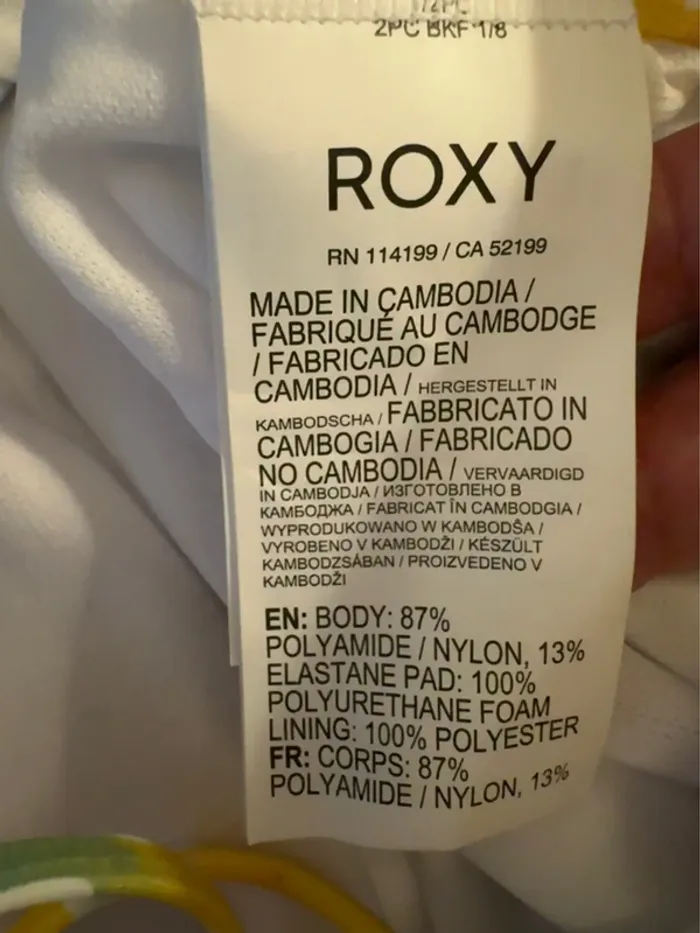 1/2PC
2PC BKF 1/8
ROXY
RN 114199 / CA 52199
MADE IN CAMBODIA /
FABRIQUÉ AU CAMBODGE
/ FABRICADO EN
CAMBODIA / HERGESTELLT IN
KAMBODSCHA / FABBRICATO IN
CAMBOGIA / FABRICADO
NO CAMBODIA / VERVAARDIGD
IN CAMBODJA / ИЗГОТОВЛЕНО В
КАМБОДЖА / FABRICAT ÎN CAMBODGIA /
WYPRODUKOWANO W KAMBODŠA /
VYROBENO V KAMBODŽI / KÉSZÜLT
KAMBODZSÁBAN / PROIZVEDENO V
KAMBODŽI
EN: BODY: 87%
POLYAMIDE / NYLON, 13%
ELASTANE PAD: 100%
POLYURETHANE FOAM
LINING: 100% POLYESTER
FR: CORPS: 87%
POLYAMIDE / NYLON, 13%